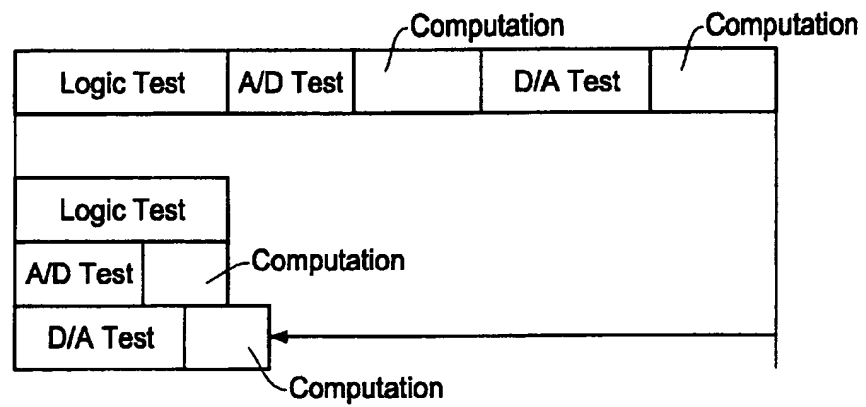 Computation
Computation
Logic Test
A/D Test
D/A Test
Logic Test
A/D Test
Computation
D/A Test
Computation